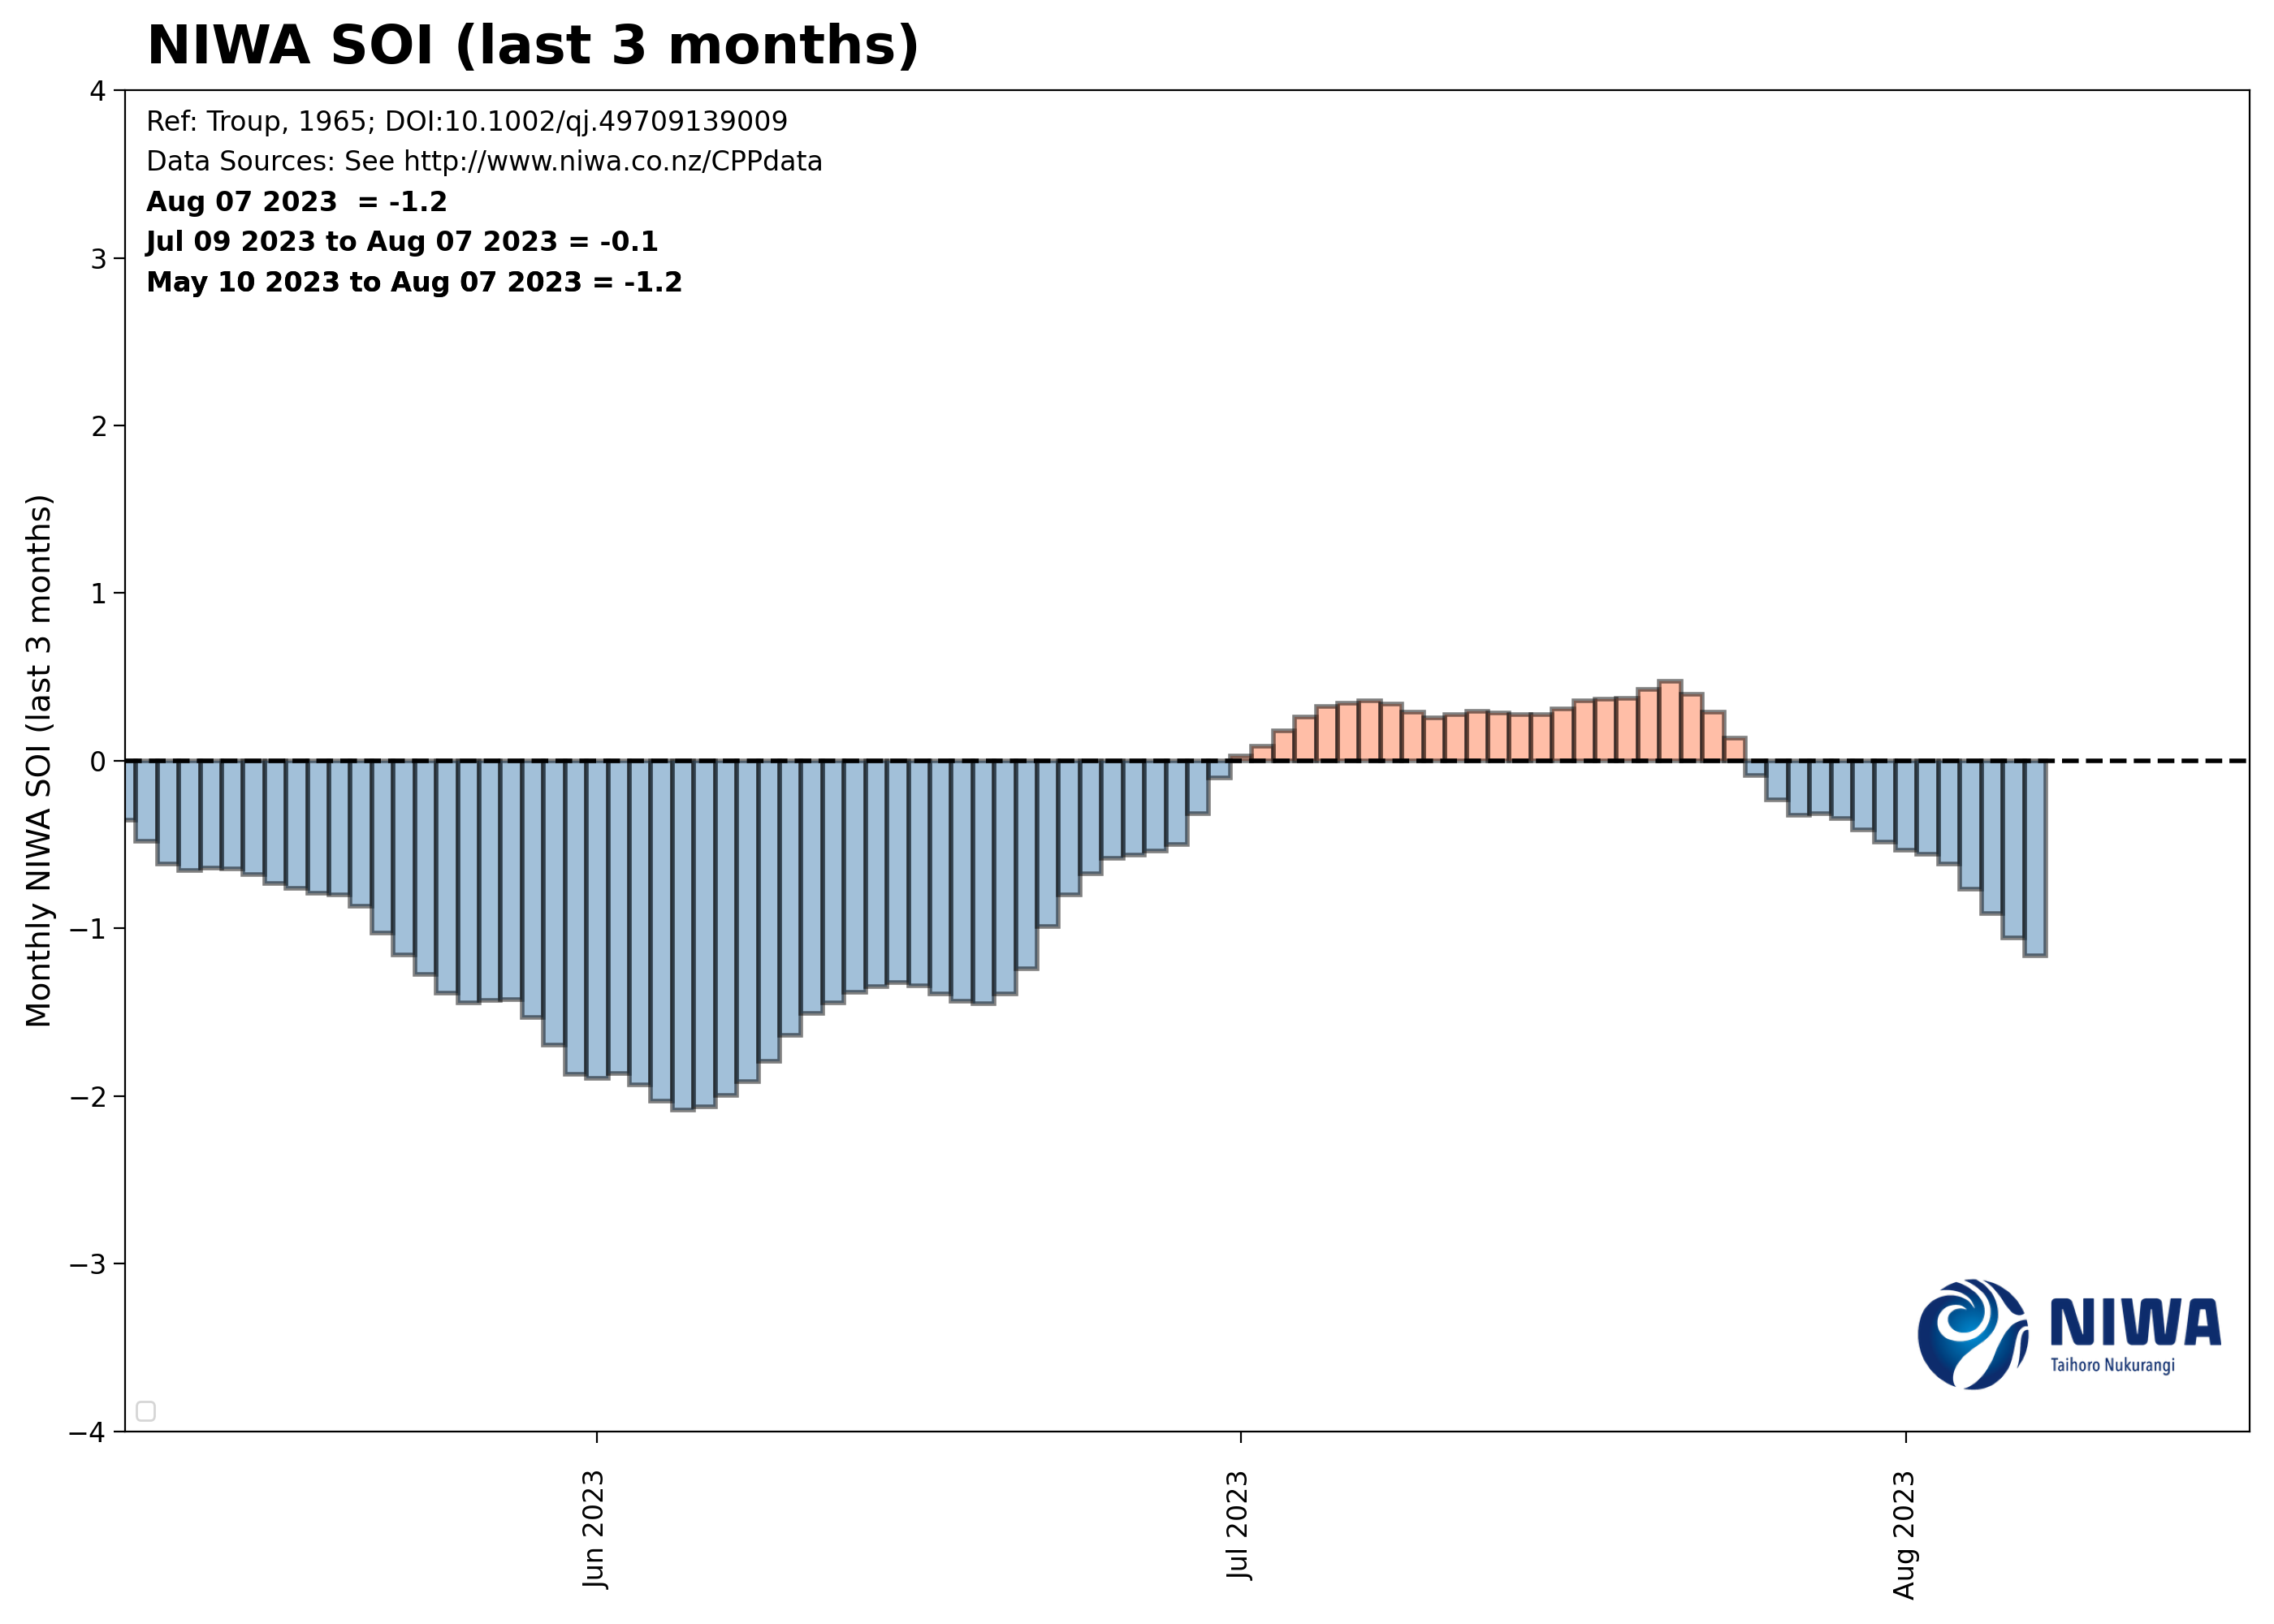 NIWA SOI (last 3 months)
Ref: Troup, 1965; DOI:10.1002/qj.49709139009
Data Sources: See http://www.niwa.co.nz/CPPdata
Aug 07 2023  = -1.2
Jul 09 2023 to Aug 07 2023 = -0.1
May 10 2023 to Aug 07 2023 = -1.2
Monthly NIWA SOI (last 3 months)
4
3
2
1
0
−1
−2
−3
−4
NIWA
Taihoro Nukurangi
Jun 2023
Jul 2023
Aug 2023